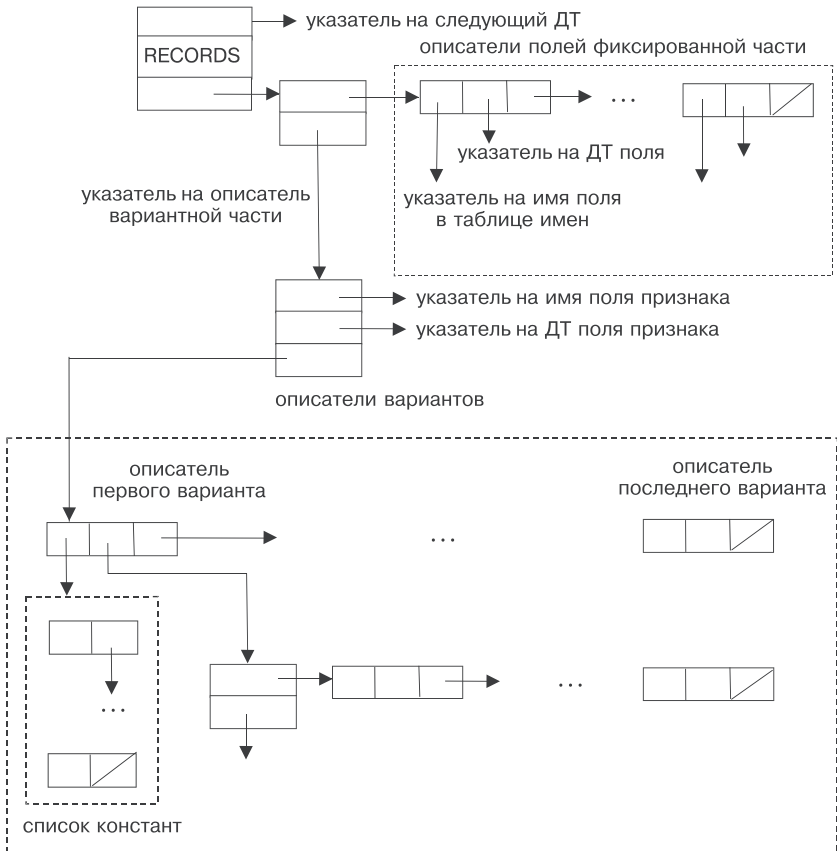 указатель на следующий ДТ
описатели полей фиксированной части
RECORDS
...
указатель на ДТ поля
указатель на описатель
вариантной части
указатель на имя поля
в таблице имен
указатель на имя поля признака
указатель на ДТ поля признака
описатели вариантов
описатель
первого варианта
описатель
последнего варианта
...
...
...
список констант